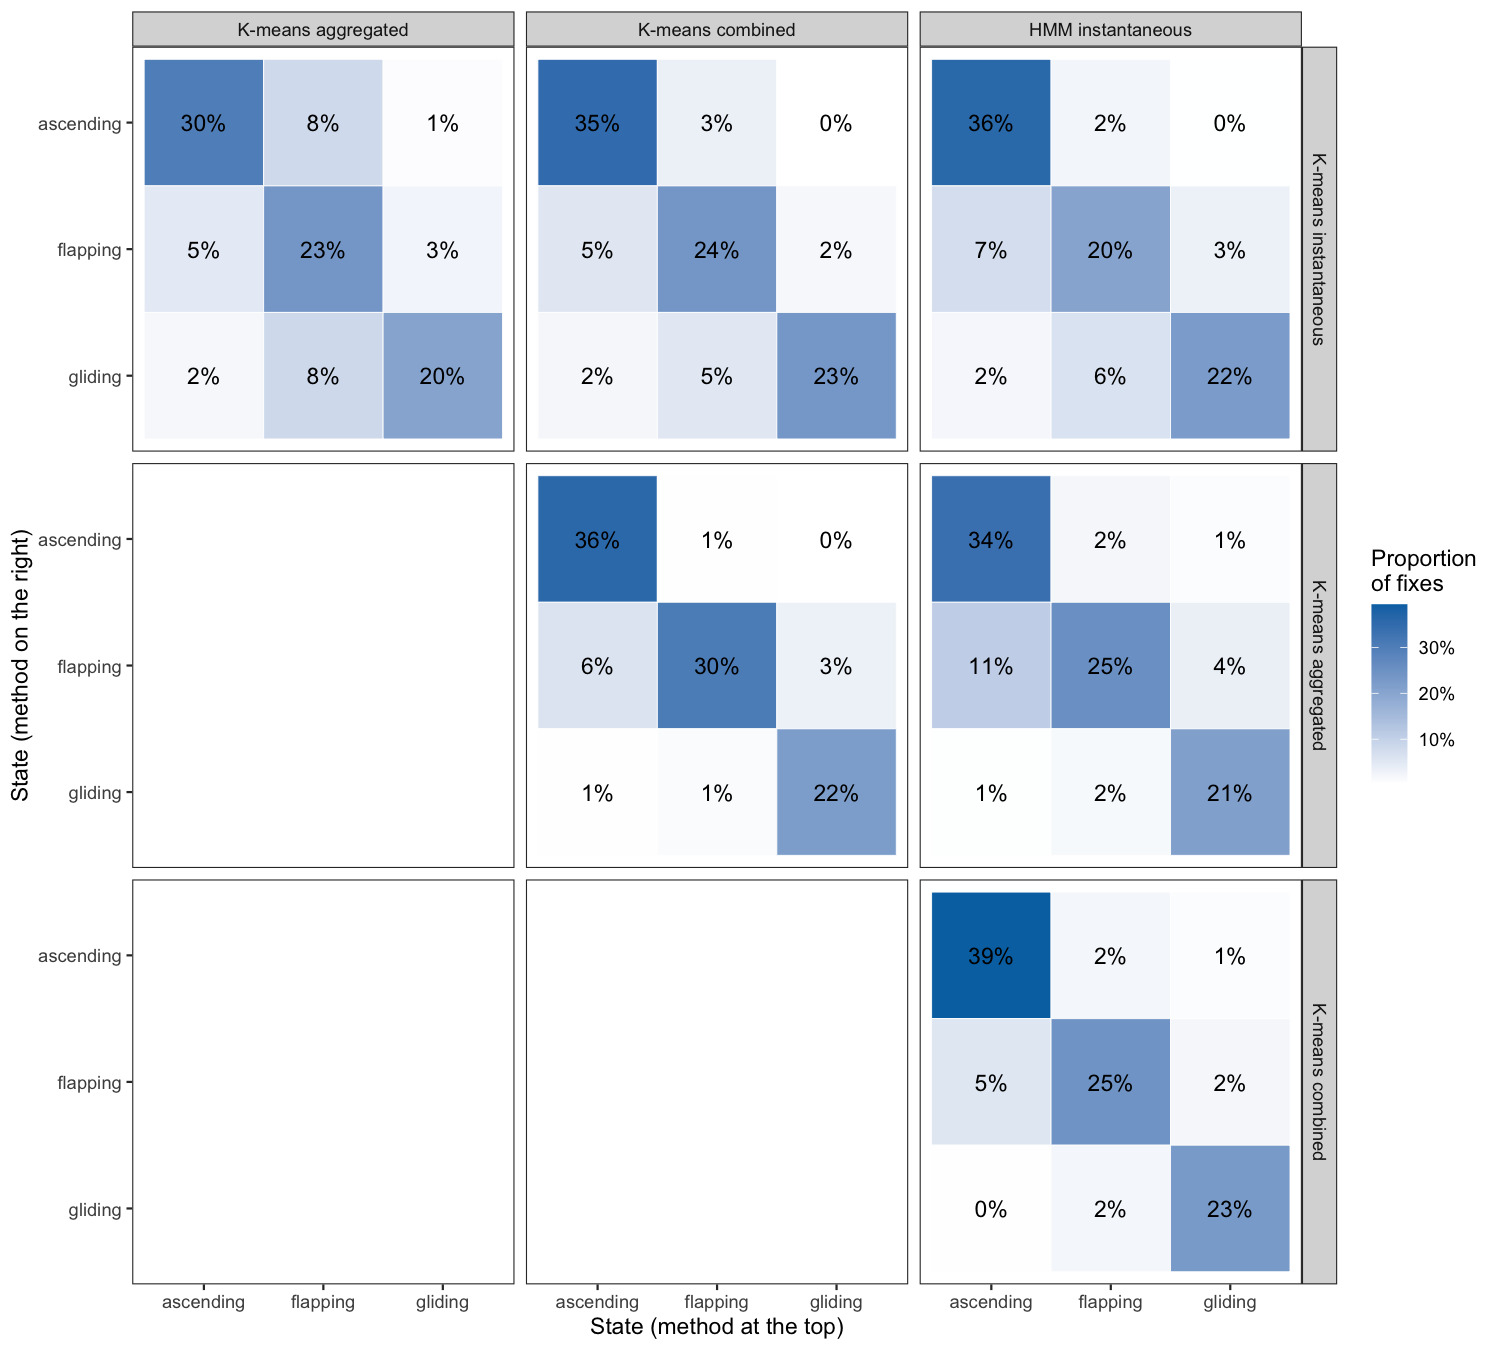 K-means aggregated K-means combined HMM instantaneous
ascending 30% 8% 1% 35% 3% 0% 36% 2% 0%
flapping 5% 23% 3% 5% 24% 2% 7% 20% 3%
gliding 2% 8% 20% 2% 5% 23% 2% 6% 22%
K-means instantaneous
ascending 36% 1% 0% 34% 2% 1%
flapping 6% 30% 3% 11% 25% 4%
gliding 1% 1% 22% 1% 2% 21%
K-means aggregated
ascending 39% 2% 1%
flapping 5% 25% 2%
gliding 0% 2% 23%
K-means combined
ascending flapping gliding ascending flapping gliding ascending flapping gliding
State (method at the top)
State (method on the right)
Proportion
of fixes
30%
20%
10%